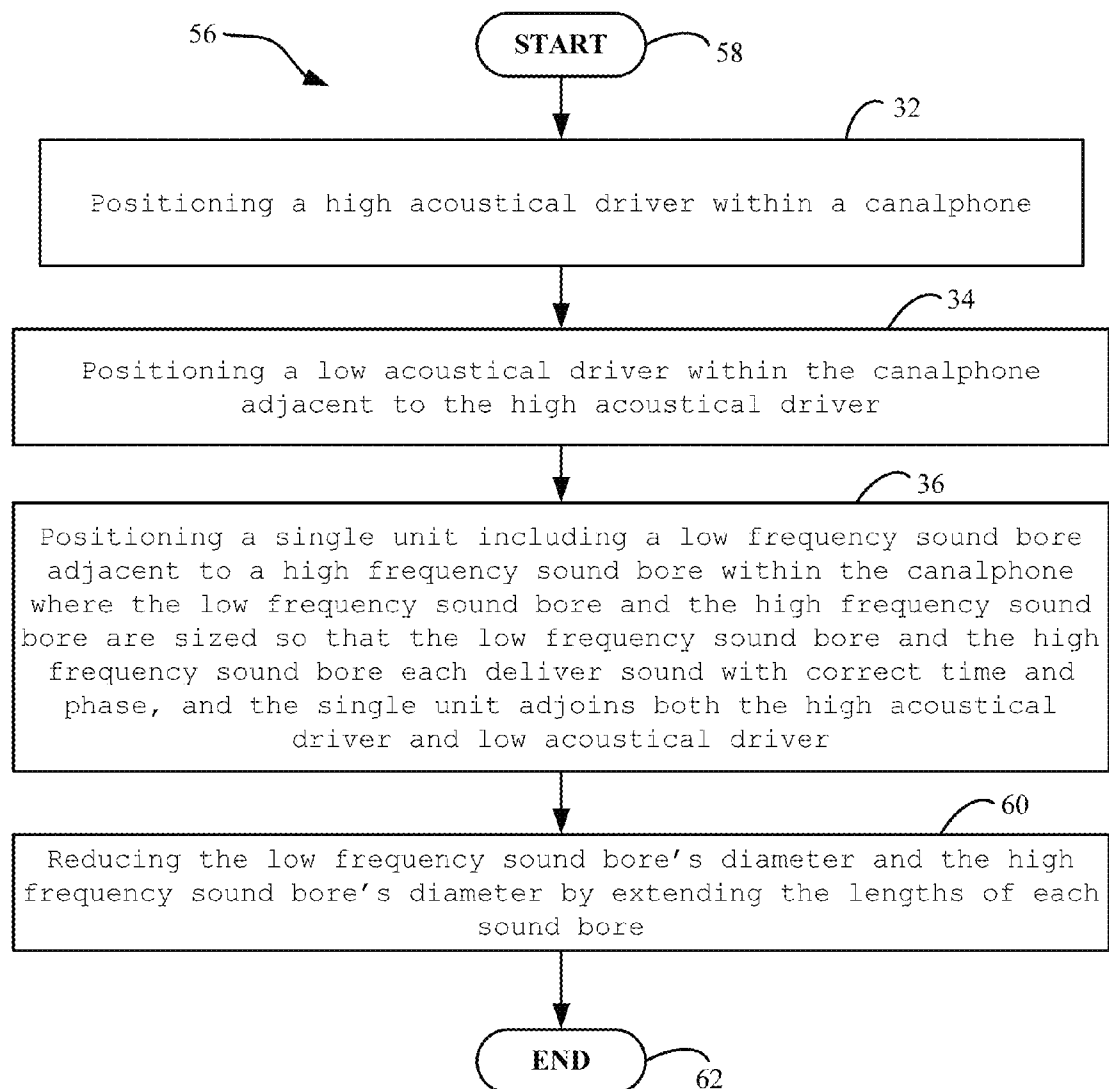 56
START
58
32
Positioning a high acoustical driver within a canalphone
34
Positioning a low acoustical driver within the canalphone
adjacent to the high acoustical driver
36
Positioning a single unit including a low frequency sound bore
adjacent to a high frequency sound bore within the canalphone
where the low frequency sound bore and the high frequency sound
bore are sized so that the low frequency sound bore and the high
frequency sound bore each deliver sound with correct time and
phase, and the single unit adjoins both the high acoustical
driver and low acoustical driver
60
Reducing the low frequency sound bore's diameter and the high
frequency sound bore's diameter by extending the lengths of each
sound bore
END
62